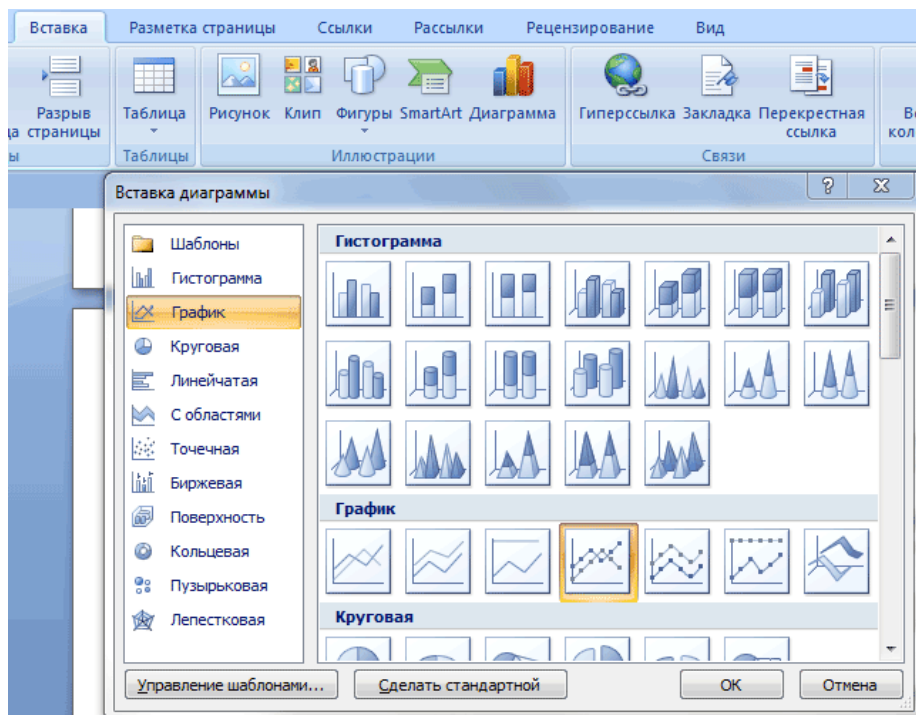 Вставка Разметка страницы Ссылки Рассылки Рецензирование Вид
Разрыв Таблица Рисунок Клип Фигуры SmartArt Диаграмма Гиперссылка Закладка Перекрестная
страницы ссылка
Таблицы Иллюстрации Связи
Вставка диаграммы
Шаблоны
Гистограмма
График
Круговая
Линейчатая
С областями
Точечная
Биржевая
Поверхность
Кольцевая
Пузырьковая
Лепестковая
Гистограмма
График
Круговая
Управление шаблонами... Сделать стандартной ОК Отмена